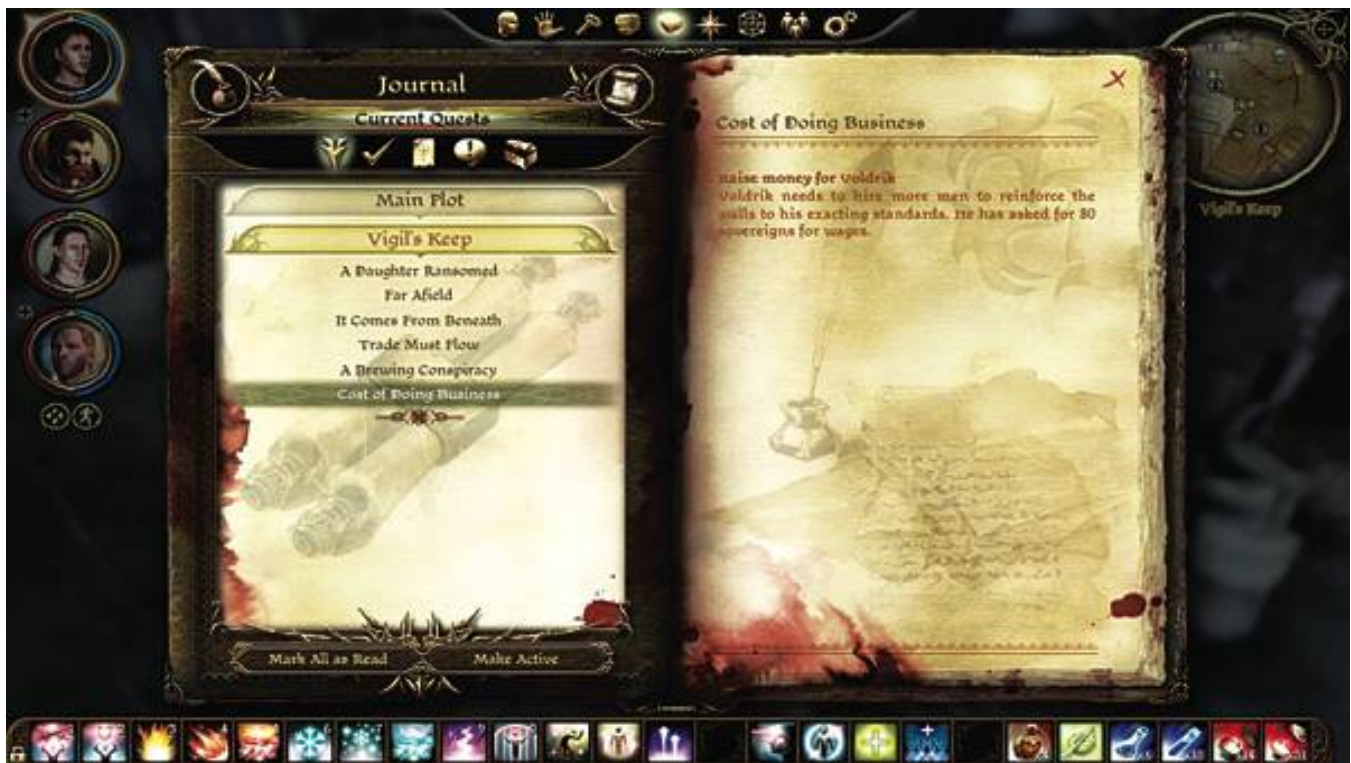 Journal
Current Quests
Main Plot
Vigil's Keep
A Daughter Ransomed
Far Afield
It Comes From Beneath
Trade Must Flow
A Brewing Conspiracy
Cost of Doing Business
Mark All as Read
Make Active
Cost of Doing Business
Raise money for Voldrik
Voldrik needs to hire more men to reinforce the
walls to his exacting standards. He has asked for 80
sovereigns for wages.
Vigil's Keep